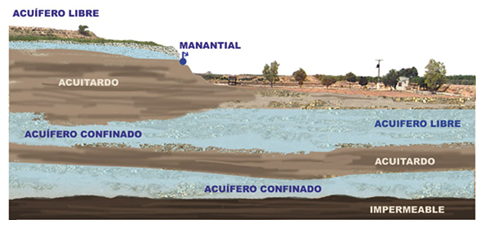 ACUÍFERO LIBRE
MANANTIAL
ACUITARDO
ACUÍFERO LIBRE
ACUÍFERO CONFINADO
ACUITARDO
ACUÍFERO CONFINADO
IMPERMEABLE